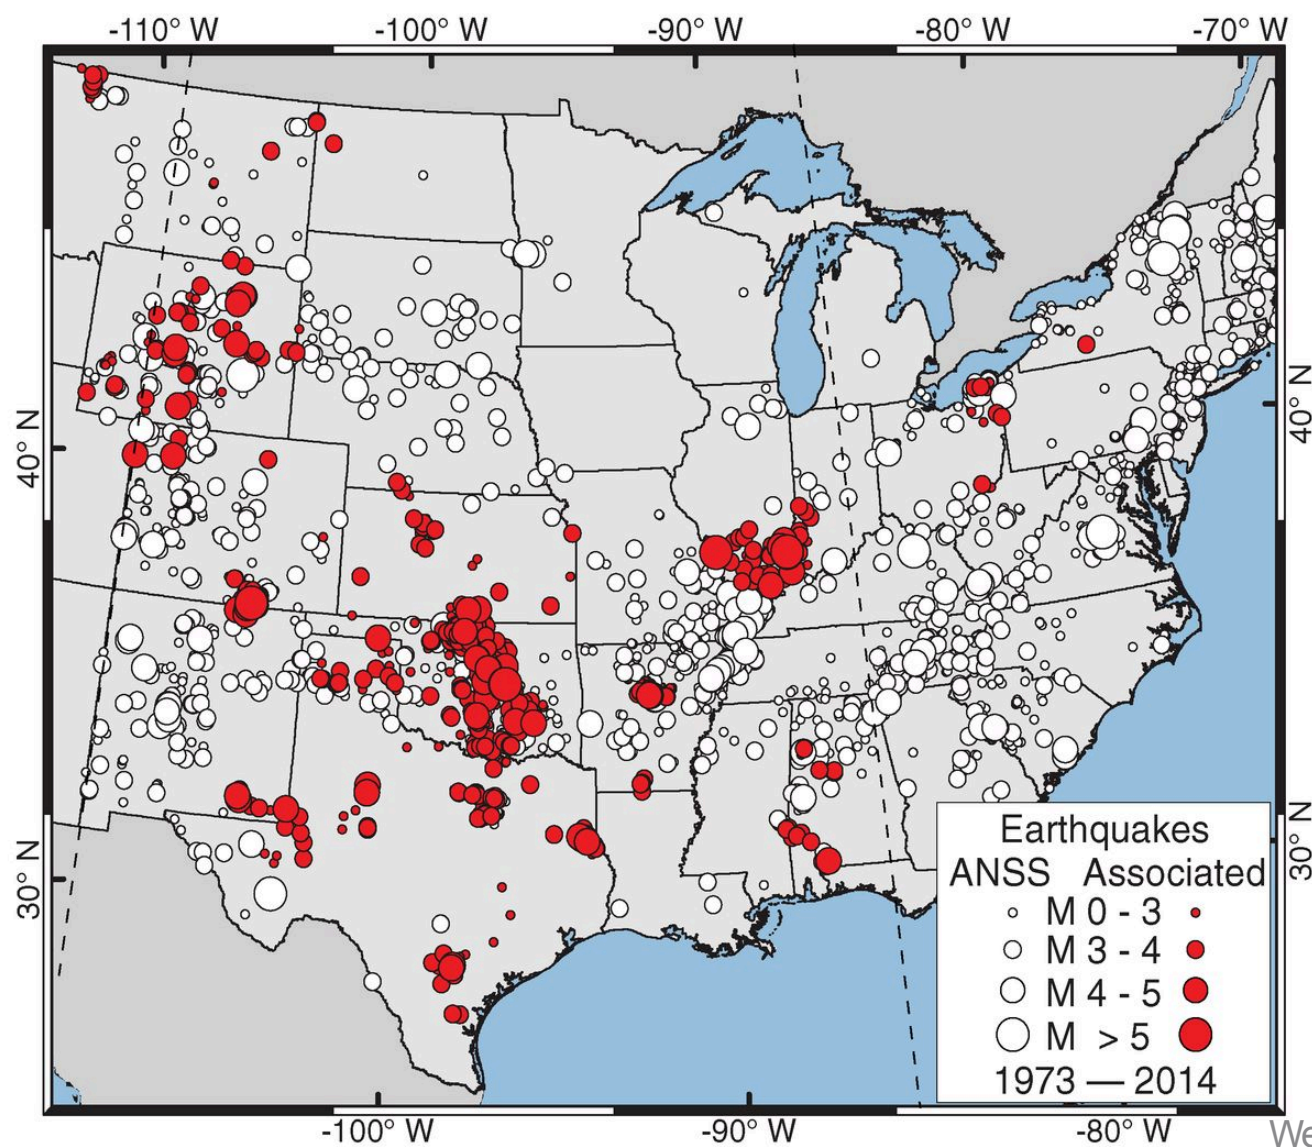 -110° W -100° W -90° W -80° W -70° W
40° N
40° N
30° N
30° N
Earthquakes
ANSS Associated
M 0 - 3
M 3 - 4
M 4 - 5
M > 5
1973 — 2014
-100° W -90° W -80° W
We